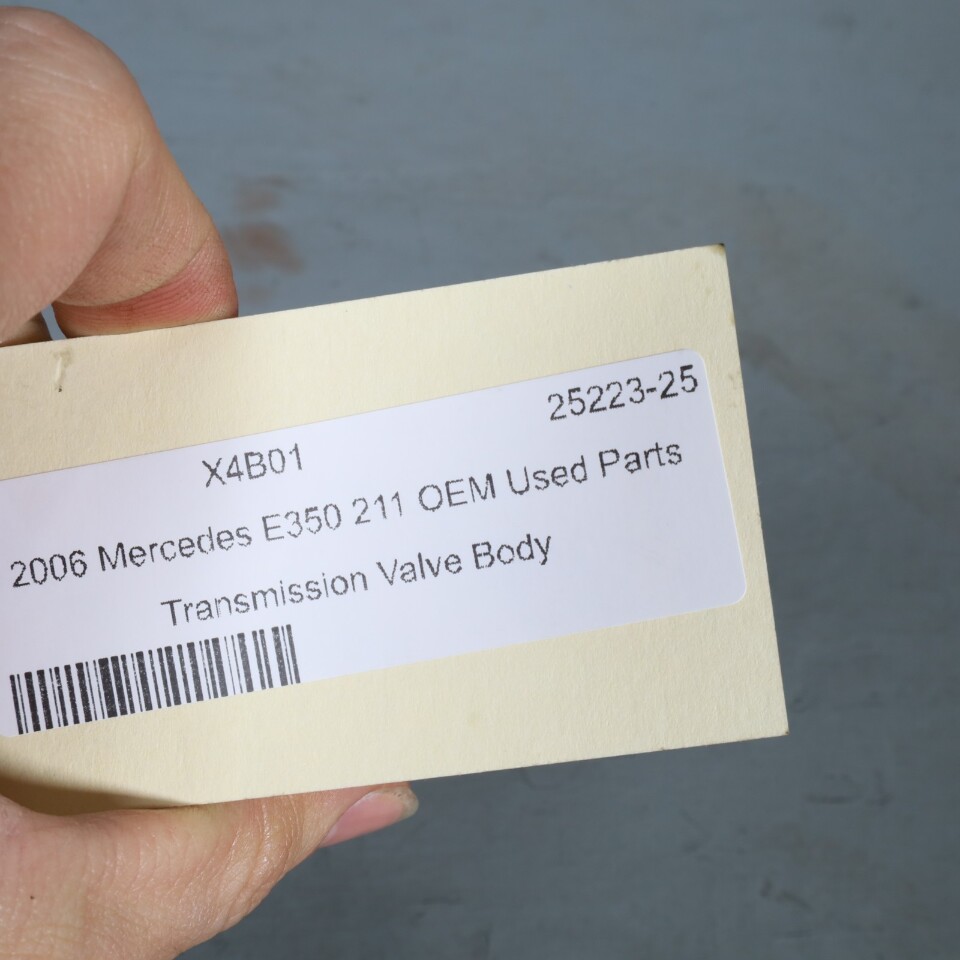 25223-25
X4B01
2006 Mercedes E350 211 OEM Used Parts
Transmission Valve Body